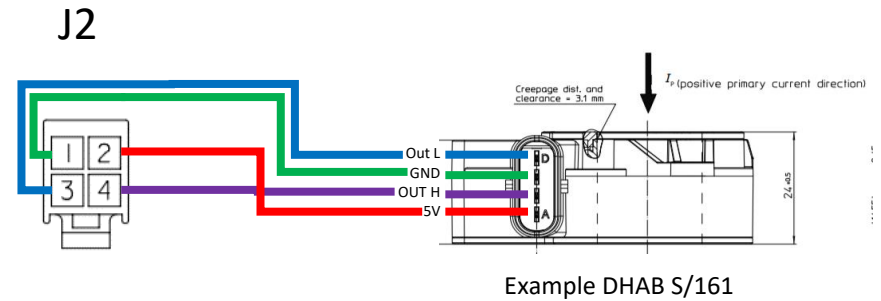 J2
1 2
3 4
Out L
GND
OUT H
5V
D
A
Creepage dist. and
clearance = 3.1 mm
Iₚ (positive primary current direction)
24±0.5
Example DHAB S/161